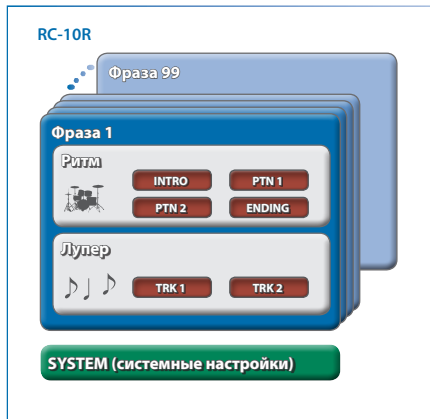 RC-10R
Фраза 99
Фраза 1
Ритм
INTRO PTN 1
PTN 2 ENDING
Лупер
TRK 1 TRK 2
SYSTEM (системные настройки)